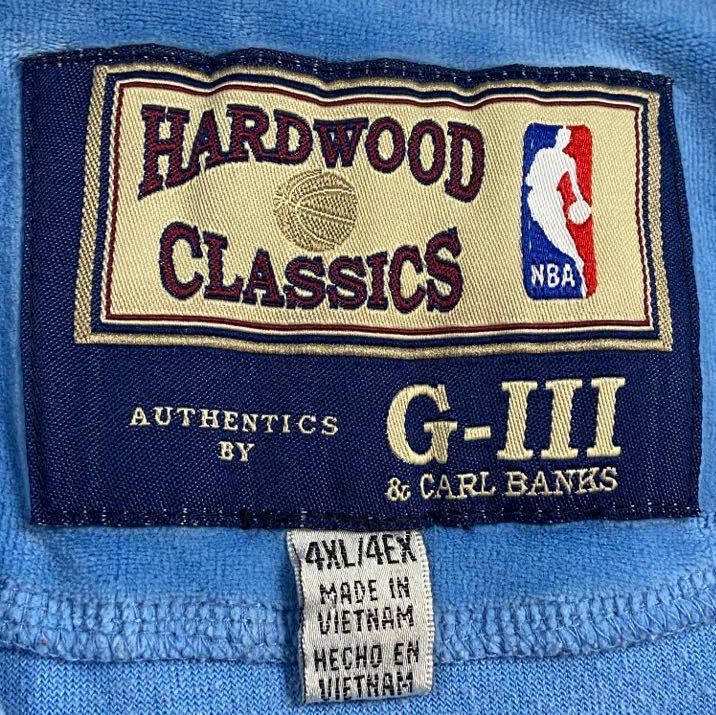 HARDWOOD
CLASSICS
NBA
AUTHENTICS
BY
G-III
& CARL BANKS
4XL/4EX
MADE IN
VIETNAM
HECHO EN
VIETNAM